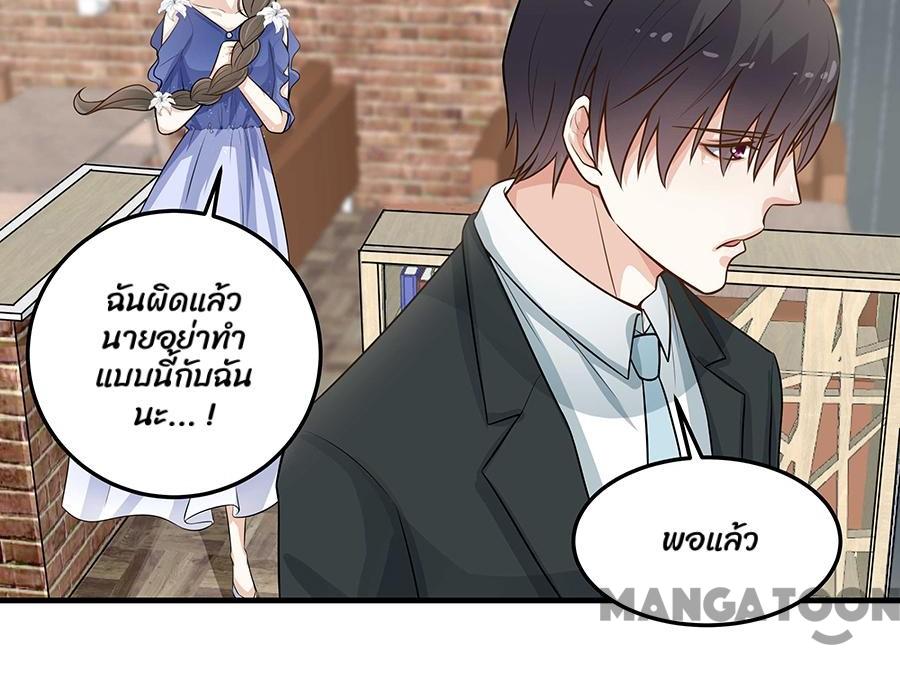 ฉันผิดแล้ว
นายอย่าทำ
แบบนี้กับฉัน
นะ... !
พอแล้ว
MANGATOON